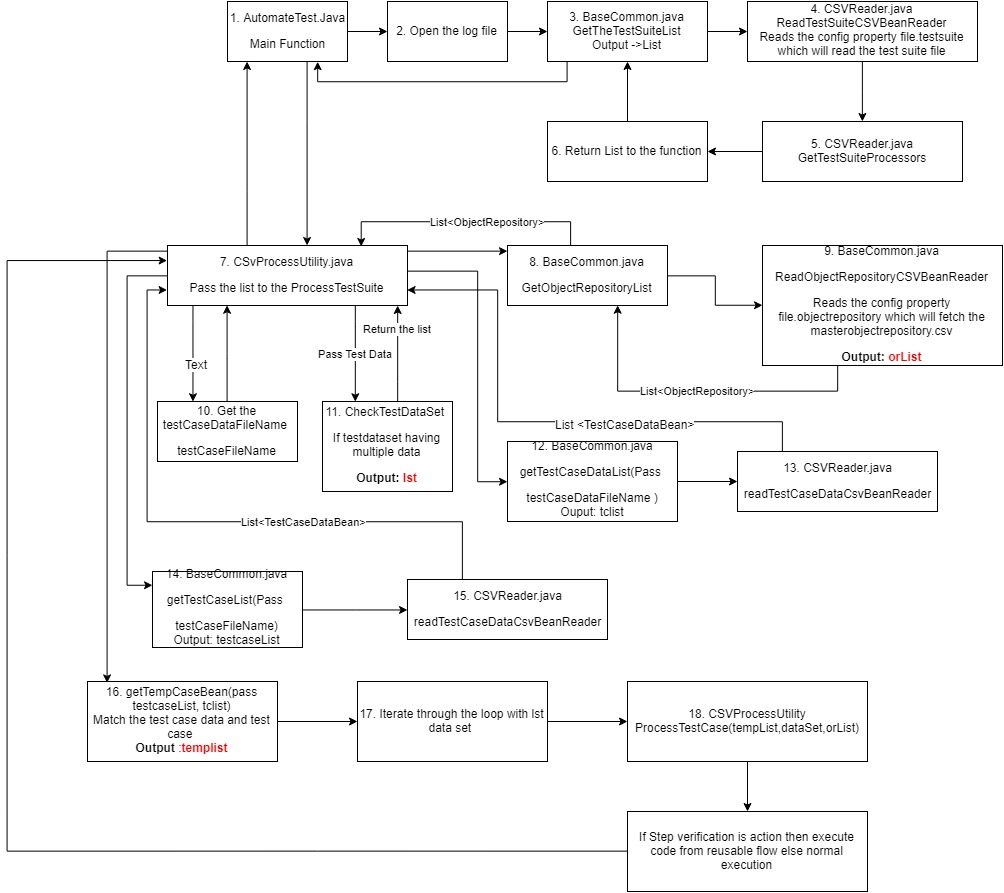 1. AutomateTest.Java
Main Function
2. Open the log file
3. BaseCommon.java
GetTheTestSuiteList
Output ->List
4. CSVReader.java
ReadTestSuiteCSVBeanReader
Reads the config property file.testsuite
which will read the test suite file
5. CSVReader.java
GetTestSuiteProcessors
6. Return List to the function
List<ObjectRepository>
7. CSvProcessUtility.java
Pass the list to the ProcessTestSuite
8. BaseCommon.java
GetObjectRepositoryList
9. BaseCommon.java
ReadObjectRepositoryCSVBeanReader
Reads the config property
file.objectrepository which will fetch the
masterobjectrepository.csv
Output: orList
Return the list
Pass Test Data
Text
List<ObjectRepository>
10. Get the
testCaseDataFileName
testCaseFileName
11. CheckTestDataSet
If testdataset having
multiple data
Output: lst
List <TestCaseDataBean>
12. BaseCommon.java
getTestCaseDataList(Pass
testCaseDataFileName )
Ouput: tclist
13. CSVReader.java
readTestCaseDataCsvBeanReader
List<TestCaseDataBean>
14. BaseCommon.java
getTestCaseList(Pass
testCaseFileName)
Output: testcaseList
15. CSVReader.java
readTestCaseDataCsvBeanReader
16. getTempCaseBean(pass
testcaseList, tclist)
Match the test case data and test
case
Output :templist
17. Iterate through the loop with lst
data set
18. CSVProcessUtility
ProcessTestCase(tempList,dataSet,orList)
If Step verification is action then execute
code from reusable flow else normal
execution